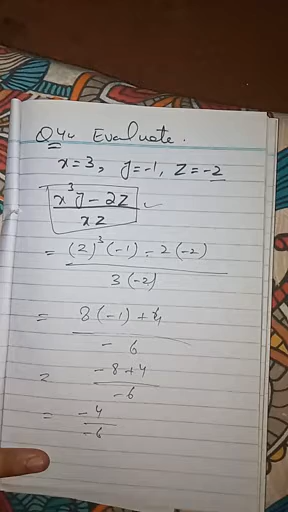 Q4. Evaluate.
x=3, y=-1, z=-2
x³y-2z
xz
= (2)³(-1)-2(-2)
3(-2)
= 8(-1)+4
-6
= -8+4
-6
= -4
-6